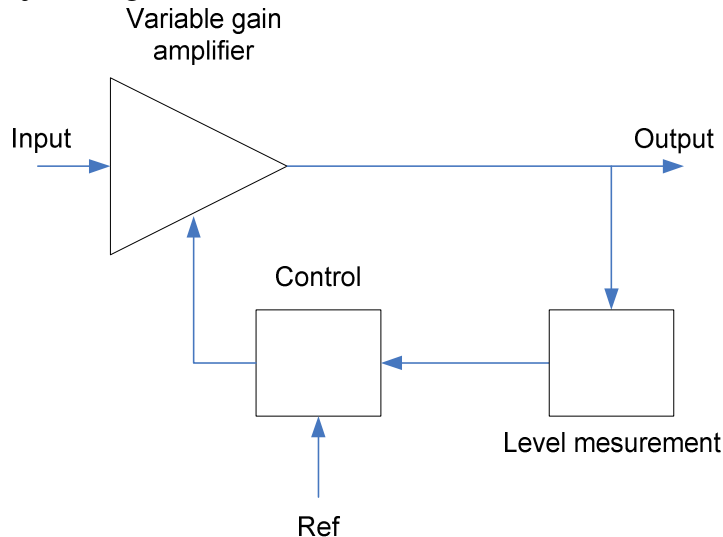 Variable gain
amplifier
Input
Output
Control
Level mesurement
Ref